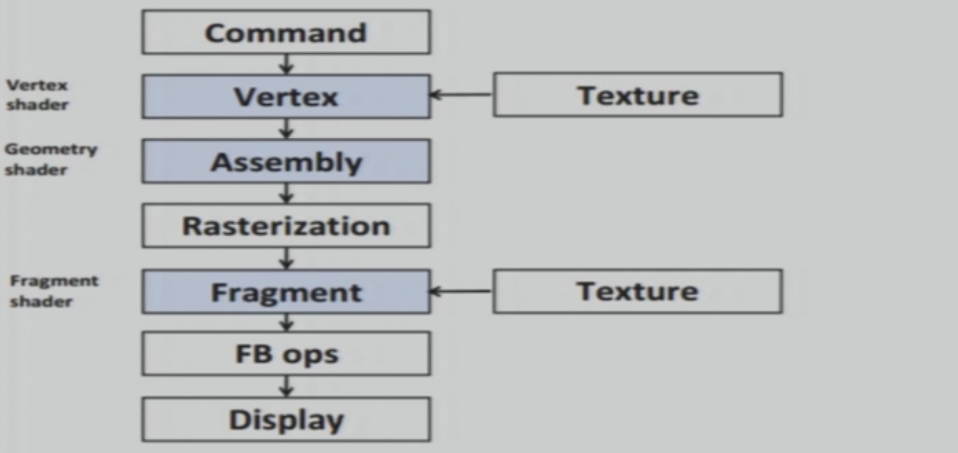 Command
Vertex
shader
Vertex
Texture
Geometry
shader
Assembly
Rasterization
Fragment
shader
Fragment
Texture
FB ops
Display